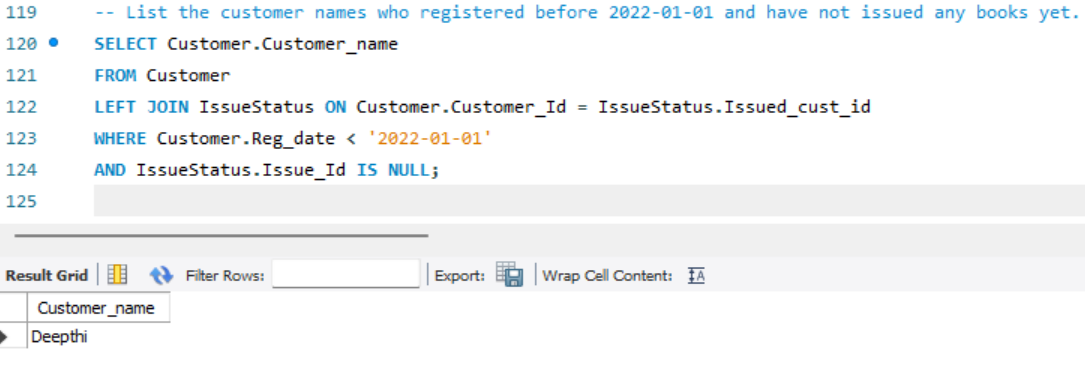 119 -- List the customer names who registered before 2022-01-01 and have not issued any books yet.
120 SELECT Customer.Customer_name
121 FROM Customer
122 LEFT JOIN IssueStatus ON Customer.Customer_Id = IssueStatus.Issued_cust_id
123 WHERE Customer.Reg_date < '2022-01-01'
124 AND IssueStatus.Issue_Id IS NULL;
125
Result Grid Filter Rows: Export: Wrap Cell Content: IA
Customer_name
Deepthi